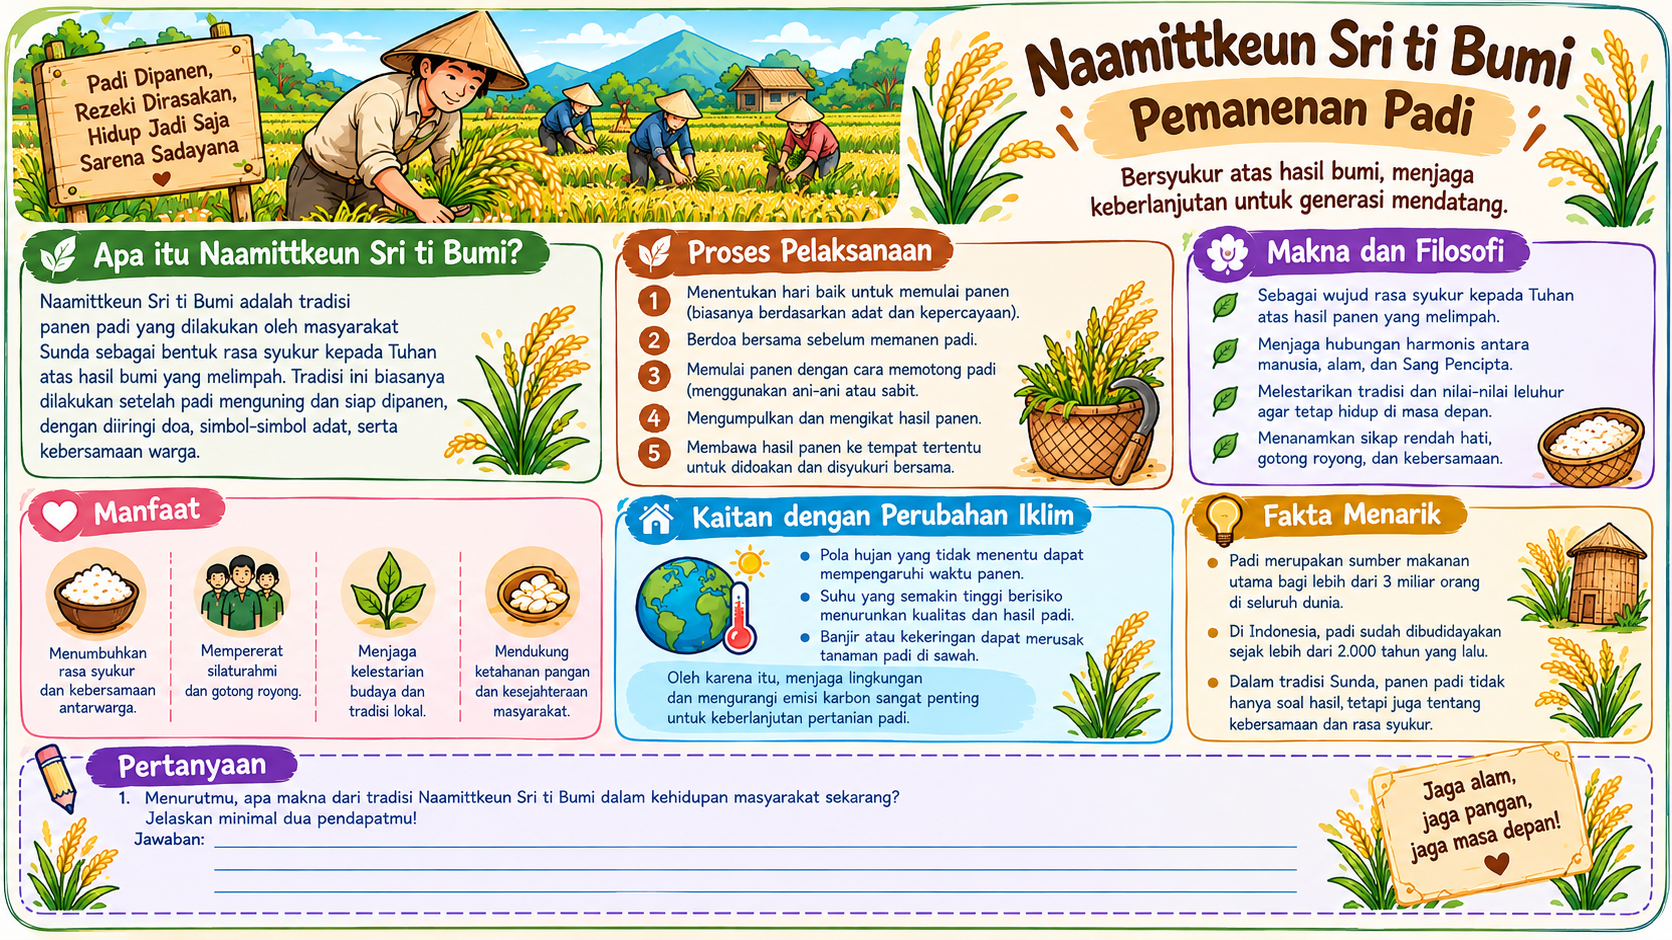 Padi Dipanen,
Rezeki Dirasakan,
Hidup Jadi Saja
Sarena Sadayana
Naamittkeun Sri ti Bumi
Pemanenan Padi
Bersyukur atas hasil bumi, menjaga
keberlanjutan untuk generasi mendatang.
Apa itu Naamittkeun Sri ti Bumi?
Naamittkeun Sri ti Bumi adalah tradisi
panen padi yang dilakukan oleh masyarakat
Sunda sebagai bentuk rasa syukur kepada Tuhan
atas hasil bumi yang melimpah. Tradisi ini biasanya
dilakukan setelah padi menguning dan siap dipanen,
dengan diiringi doa, simbol-simbol adat, serta
kebersamaan warga.
Proses Pelaksanaan
1 Menentukan hari baik untuk memulai panen
(biasanya berdasarkan adat dan kepercayaan).
2 Berdoa bersama sebelum memanen padi.
3 Memulai panen dengan cara memotong padi
(menggunakan ani-ani atau sabit.
4 Mengumpulkan dan mengikat hasil panen.
5 Membawa hasil panen ke tempat tertentu
untuk didoakan dan disyukuri bersama.
Makna dan Filosofi
Sebagai wujud rasa syukur kepada Tuhan
atas hasil panen yang melimpah.
Menjaga hubungan harmonis antara
manusia, alam, dan Sang Pencipta.
Melestarikan tradisi dan nilai-nilai leluhur
agar tetap hidup di masa depan.
Menanamkan sikap rendah hati,
gotong royong, dan kebersamaan.
Manfaat
Menumbuhkan
rasa syukur
dan kebersamaan
antarwarga.
Mempererat
silaturahmi
dan gotong royong.
Menjaga
kelestarian
budaya dan
tradisi lokal.
Mendukung
ketahanan pangan
dan kesejahteraan
masyarakat.
Kaitan dengan Perubahan Iklim
• Pola hujan yang tidak menentu dapat
mempengaruhi waktu panen.
• Suhu yang semakin tinggi berisiko
menurunkan kualitas dan hasil padi.
• Banjir atau kekeringan dapat merusak
tanaman padi di sawah.
Oleh karena itu, menjaga lingkungan
dan mengurangi emisi karbon sangat penting
untuk keberlanjutan pertanian padi.
Fakta Menarik
• Padi merupakan sumber makanan
utama bagi lebih dari 3 miliar orang
di seluruh dunia.
• Di Indonesia, padi sudah dibudidayakan
sejak lebih dari 2.000 tahun yang lalu.
• Dalam tradisi Sunda, panen padi tidak
hanya soal hasil, tetapi juga tentang
kebersamaan dan rasa syukur.
Pertanyaan
1. Menurutmu, apa makna dari tradisi Naamittkeun Sri ti Bumi dalam kehidupan masyarakat sekarang?
Jelaskan minimal dua pendapatmu!
Jawaban:
Jaga alam,
jaga pangan,
jaga masa depan!